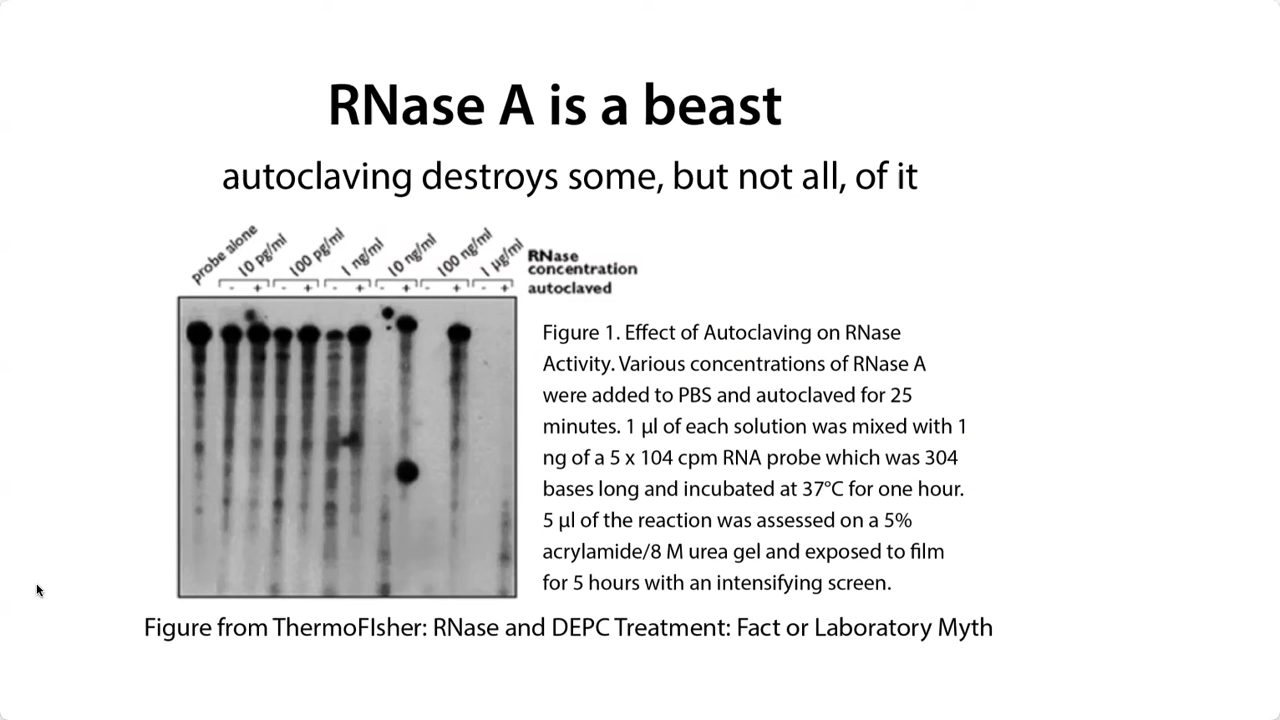 RNase A is a beast
autoclaving destroys some, but not all, of it
probe alone
10 pg/ml
100 pg/ml
1 ng/ml
10 ng/ml
100 ng/ml
1 µg/ml
RNase
concentration
- + - + - + - + - + - +
autoclaved
Figure 1. Effect of Autoclaving on RNase
Activity. Various concentrations of RNase A
were added to PBS and autoclaved for 25
minutes. 1 µl of each solution was mixed with 1
ng of a 5 x 104 cpm RNA probe which was 304
bases long and incubated at 37°C for one hour.
5 µl of the reaction was assessed on a 5%
acrylamide/8 M urea gel and exposed to film
for 5 hours with an intensifying screen.
Figure from ThermoFIsher: RNase and DEPC Treatment: Fact or Laboratory Myth